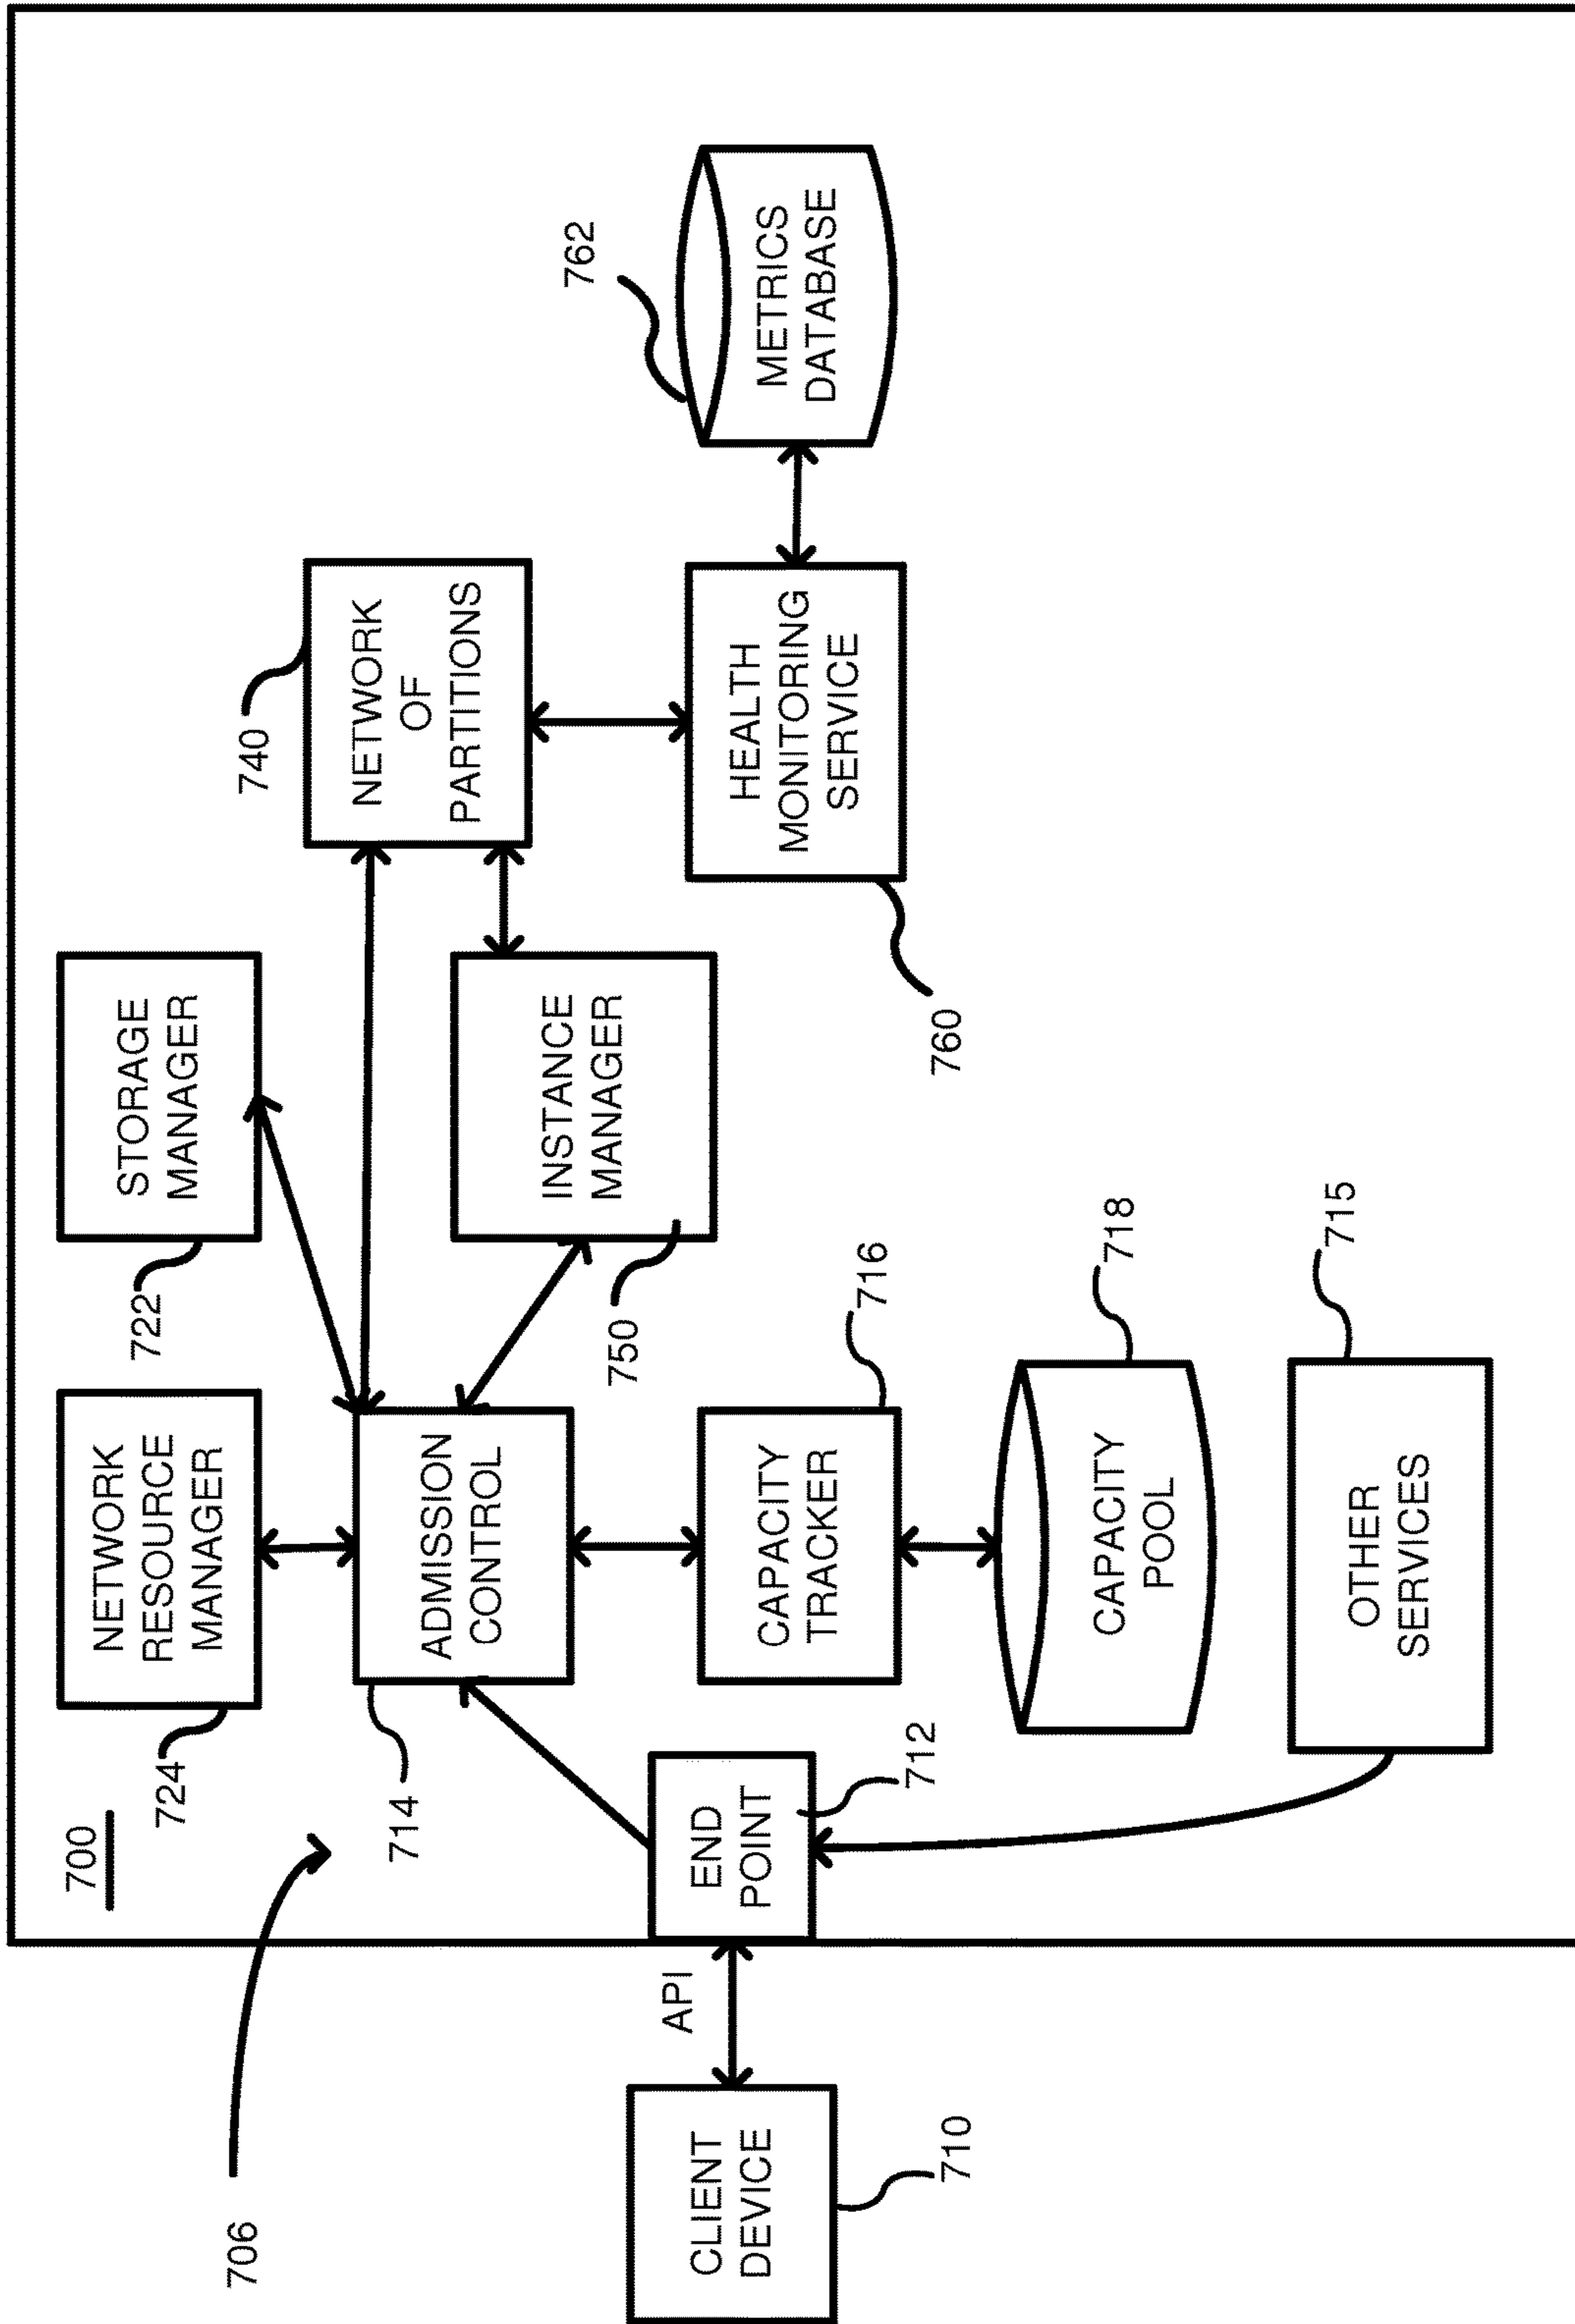 700
706
724
NETWORK
RESOURCE
MANAGER
722
STORAGE
MANAGER
740
NETWORK
OF
PARTITIONS
714
ADMISSION
CONTROL
750
INSTANCE
MANAGER
762
METRICS
DATABASE
CLIENT
DEVICE
710
API
END
POINT
712
CAPACITY
TRACKER
716
HEALTH
MONITORING
SERVICE
760
CAPACITY
POOL
718
OTHER
SERVICES
715